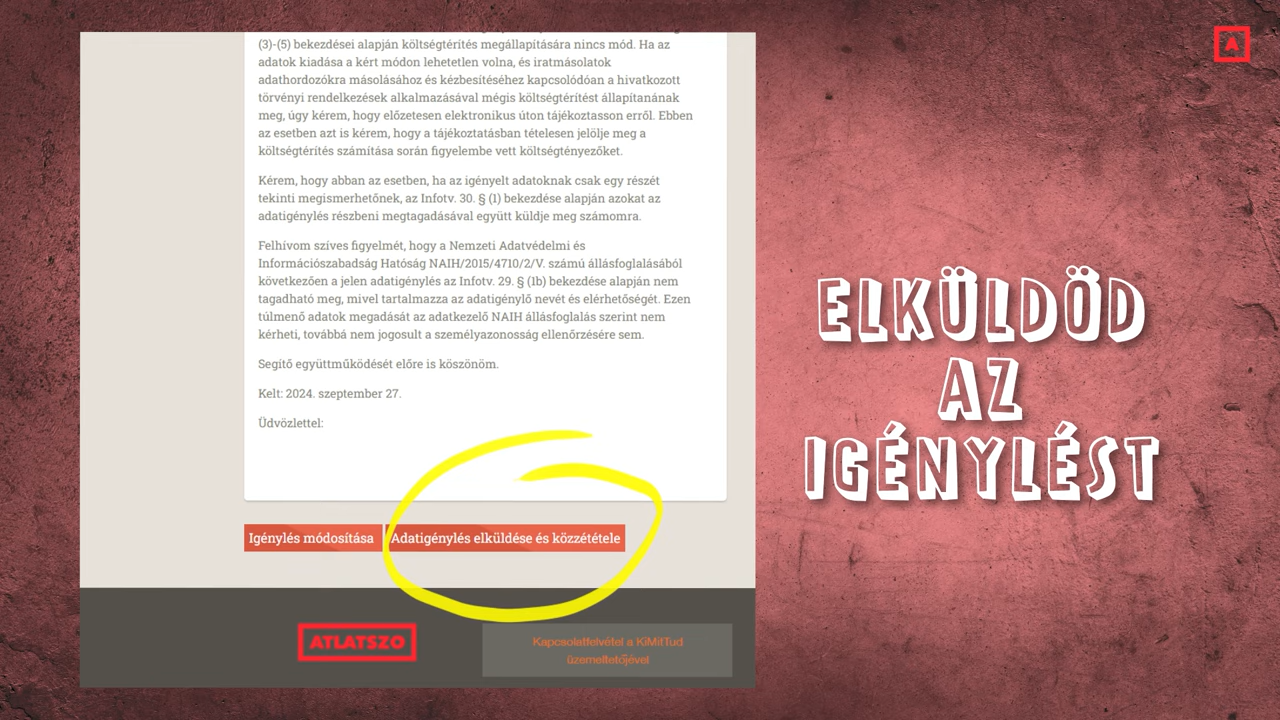 (3)-(5) bekezdései alapján költségtérítés megállapítására nincs mód. Ha az
adatok kiadása a kért módon lehetetlen volna, és iratmásolatok
adathordozókra másolásához és kézbesítéséhez kapcsolódóan a hivatkozott
törvényi rendelkezések alkalmazásával mégis költségtérítést állapítanának
meg, úgy kérem, hogy előzetesen elektronikus úton tájékoztasson erről. Ebben
az esetben azt is kérem, hogy a tájékoztatásban tételesen jelölje meg a
költségtérítés számítása során figyelembe vett költségtényezőket.
Kérem, hogy abban az esetben, ha az igényelt adatoknak csak egy részét
tekinti megismerhetőnek, az Infotv. 30. § (1) bekezdése alapján azokat az
adatigénylés részbeni megtagadásával együtt küldje meg számomra.
Felhívom szíves figyelmét, hogy a Nemzeti Adatvédelmi és
Információszabadság Hatóság NAIH/2015/4710/2/V. számú állásfoglalásából
következően a jelen adatigénylés az Infotv. 29. § (1b) bekezdése alapján nem
tagadható meg, mivel tartalmazza az adatigénylő nevét és elérhetőségét. Ezen
túlmenő adatok megadását az adatkezelő NAIH állásfoglalás szerint nem
kérheti, továbbá nem jogosult a személyazonosság ellenőrzésére sem.
Segítő együttműködését előre is köszönöm.
Kelt: 2024. szeptember 27.
Üdvözlettel:
Igénylés módosítása
Adatigénylés elküldése és közzététele
ATLATSZO
Kapcsolatfelvétel a KiMitTud
üzemeltetőjével
ELKÜLDÖD
AZ
IGÉNYLÉST
A